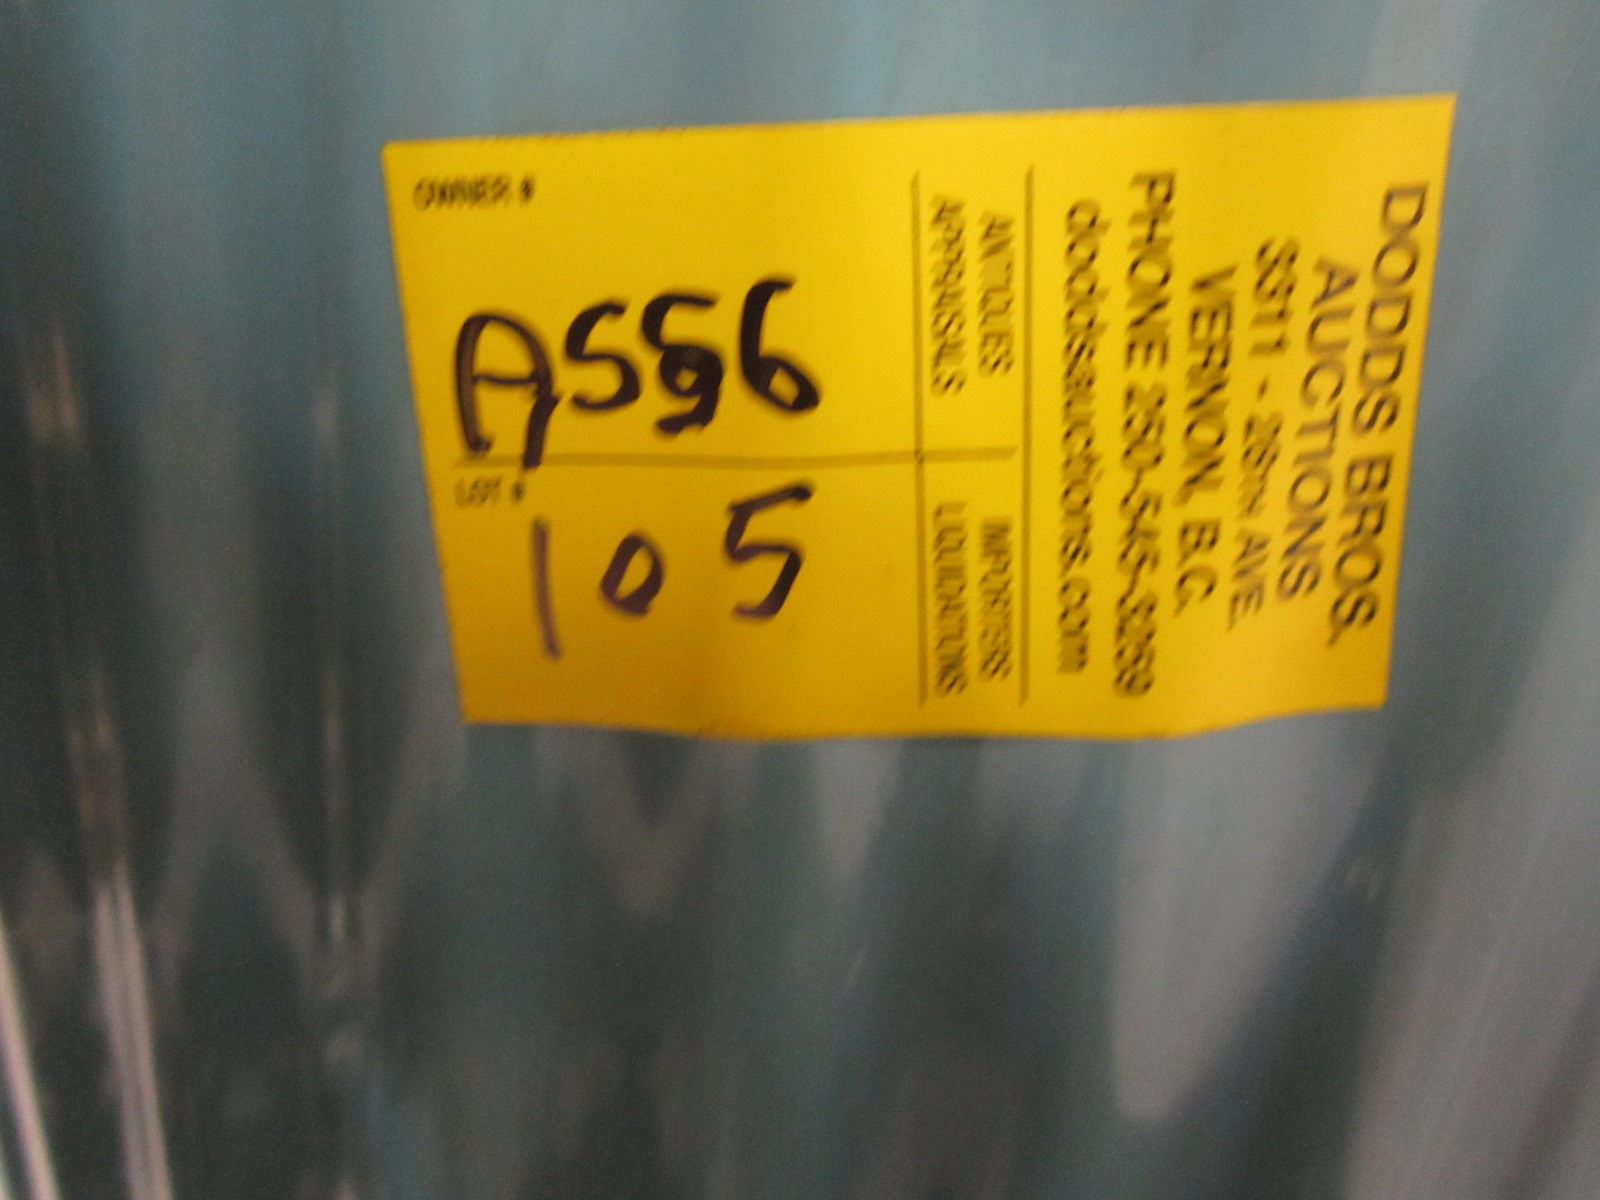 DODDS BROS.
AUCTIONS
3311 - 28TH AVE.
VERNON, B.C.
PHONE 250-545-3259
doddsauctions.com
ANTIQUES
APPRAISALS
IMPORTERS
LIQUIDATIONS
OWNER #
LOT #
105